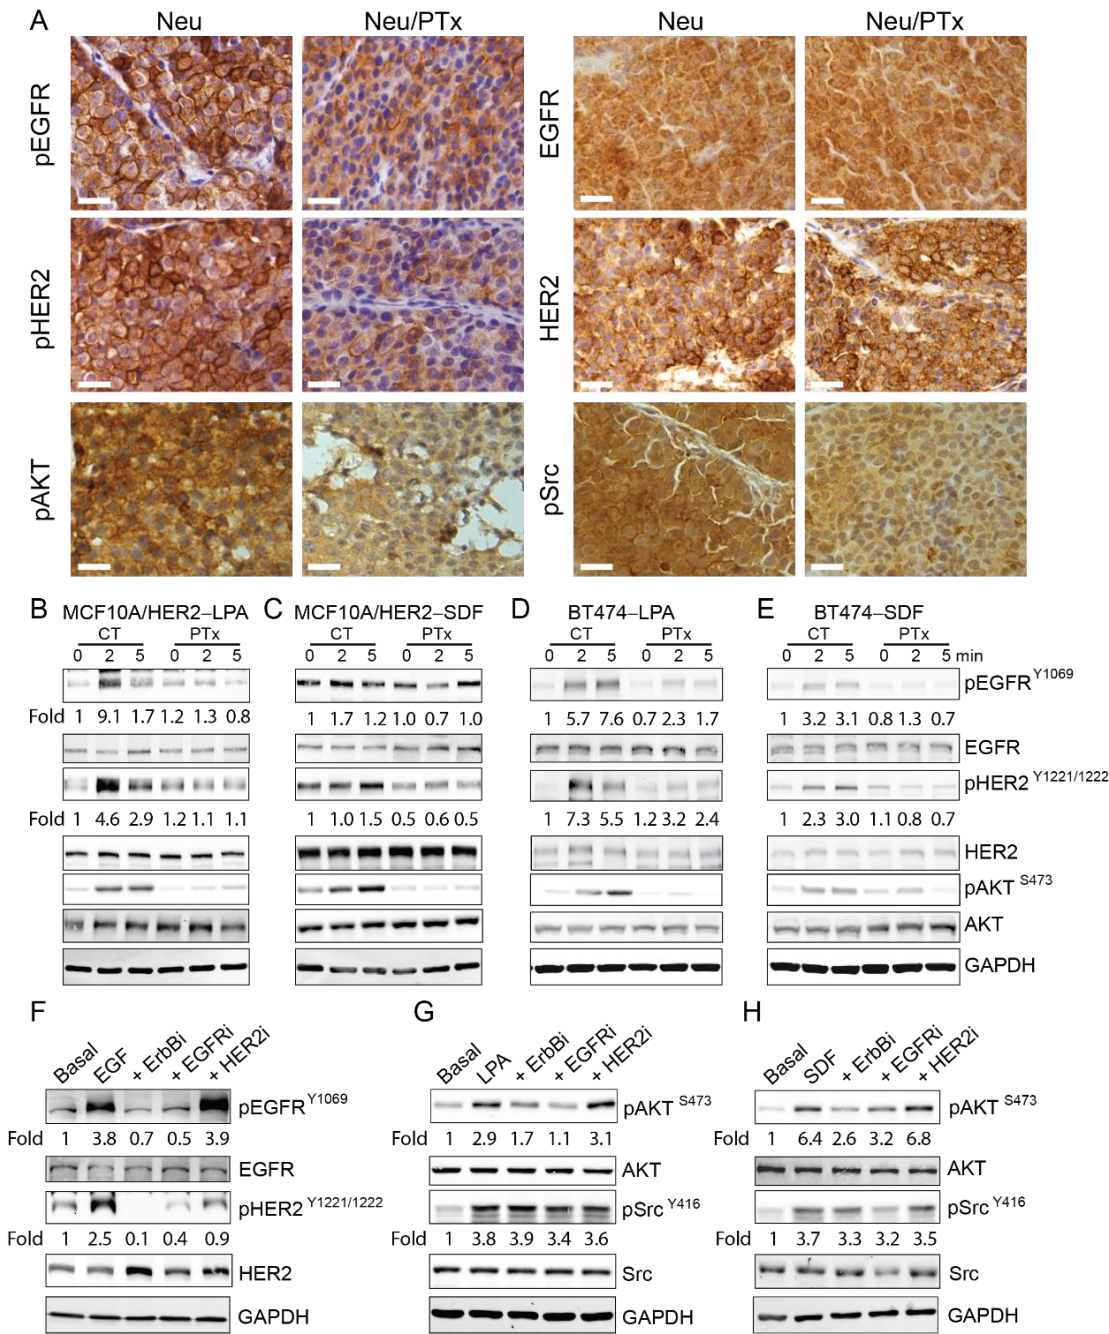 A
Neu
Neu/PTx
Neu
Neu/PTx
pEGFR
EGFR
pHER2
HER2
pAKT
pSrc
B MCF10A/HER2–LPA
CT PTx
0 2 5 0 2 5
Fold 1 9.1 1.7 1.2 1.3 0.8
Fold 1 4.6 2.9 1.2 1.1 1.1
C MCF10A/HER2–SDF
CT PTx
0 2 5 0 2 5
1 1.7 1.2 1.0 0.7 1.0
1 1.0 1.5 0.5 0.6 0.5
D BT474–LPA
CT PTx
0 2 5 0 2 5
1 5.7 7.6 0.7 2.3 1.7
1 7.3 5.5 1.2 3.2 2.4
E BT474–SDF
CT PTx
0 2 5 0 2 5 min
pEGFR Y1069
1 3.2 3.1 0.8 1.3 0.7
EGFR
pHER2 Y1221/1222
1 2.3 3.0 1.1 0.8 0.7
HER2
pAKT S473
AKT
GAPDH
F
Basal EGF + ErbBi + EGFRi + HER2i
pEGFR Y1069
Fold 1 3.8 0.7 0.5 3.9
EGFR
pHER2 Y1221/1222
Fold 1 2.5 0.1 0.4 0.9
HER2
GAPDH
G
Basal LPA + ErbBi + EGFRi + HER2i
pAKT S473
Fold 1 2.9 1.7 1.1 3.1
AKT
pSrc Y416
Fold 1 3.8 3.9 3.4 3.6
Src
GAPDH
H
Basal SDF + ErbBi + EGFRi + HER2i
pAKT S473
Fold 1 6.4 2.6 3.2 6.8
AKT
pSrc Y416
Fold 1 3.7 3.3 3.2 3.5
Src
GAPDH